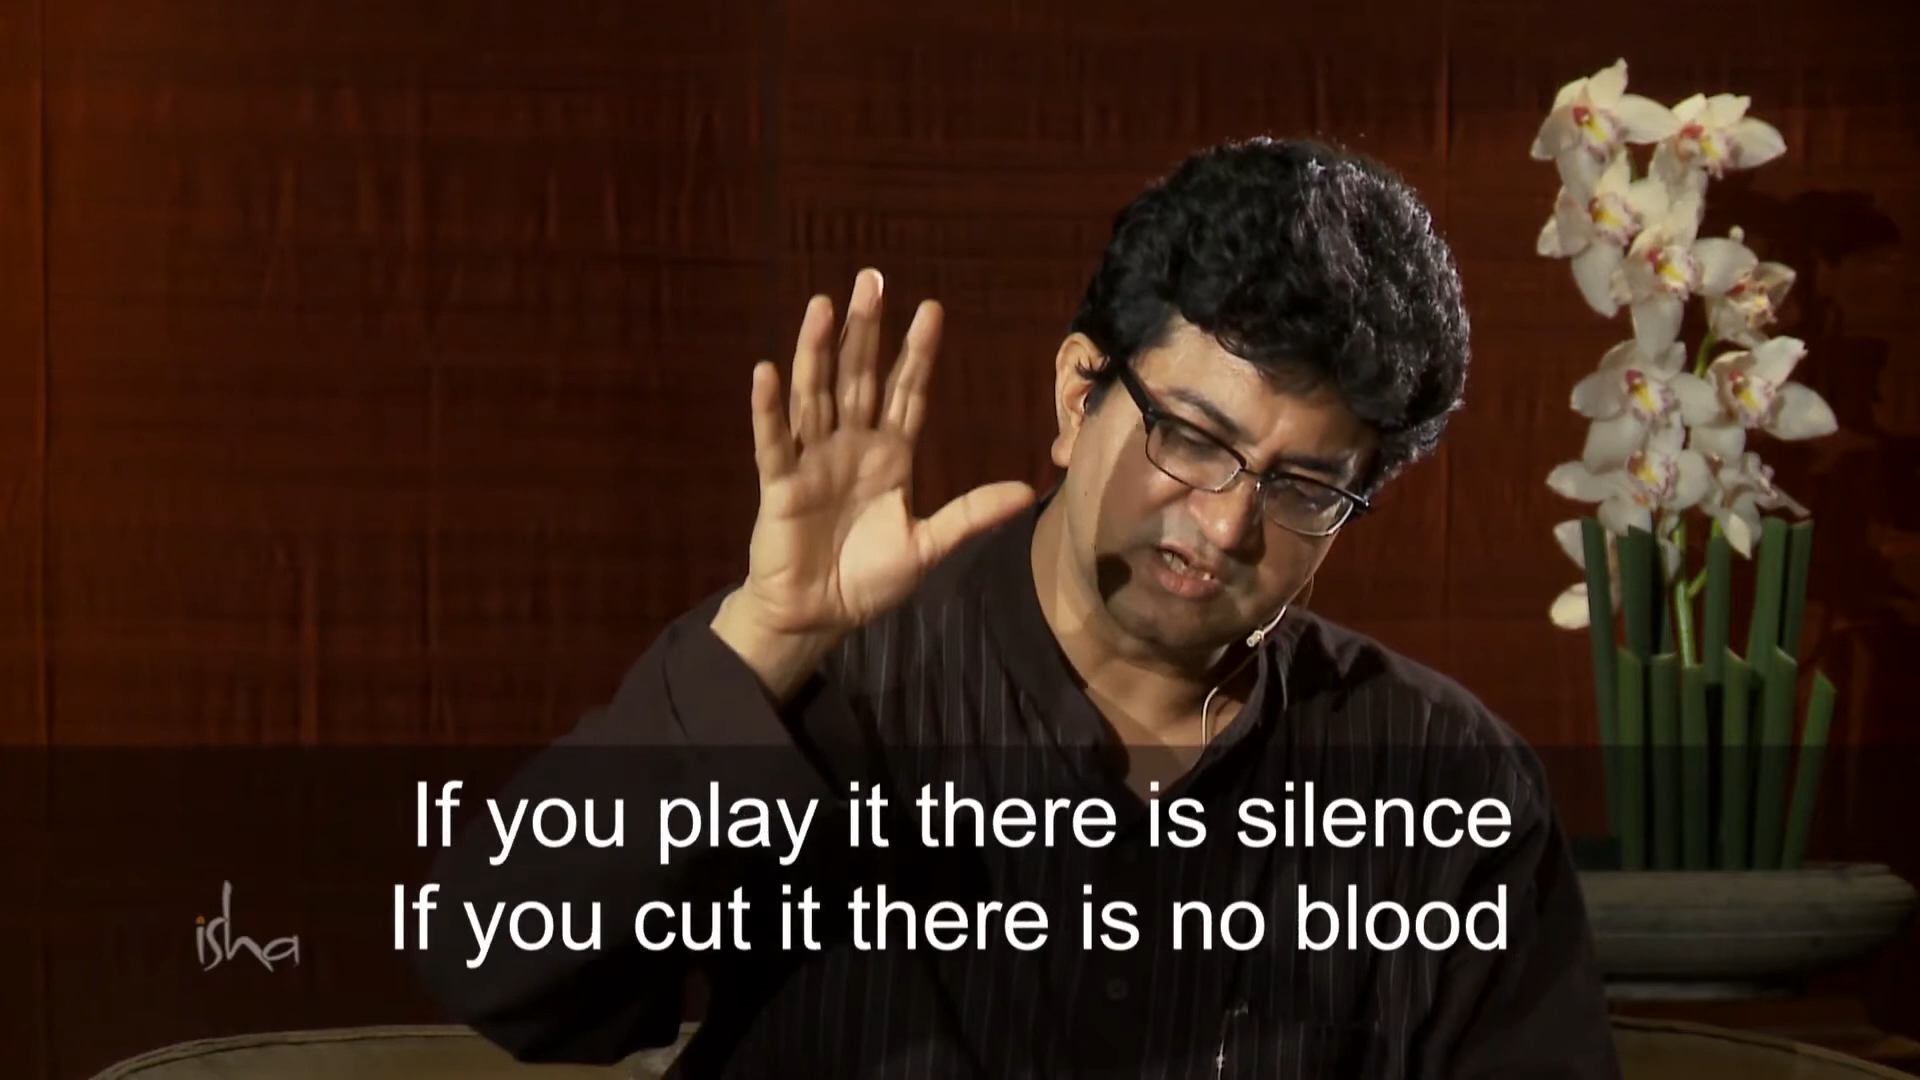 If you play it there is silence
If you cut it there is no blood
isha